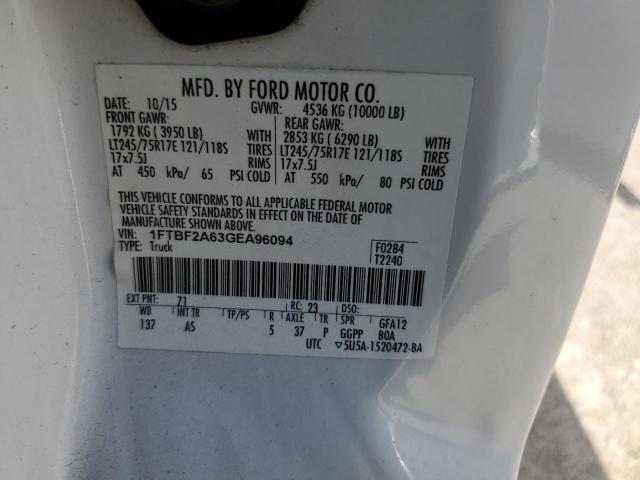 MFD. BY FORD MOTOR CO.
DATE: 10/15 GVWR: 4536 KG (10000 LB)
FRONT GAWR: REAR GAWR:
1792 KG ( 3950 LB) WITH 2853 KG ( 6290 LB) WITH
LT245/75R17E 121/118S TIRES LT245/75R17E 121/118S TIRES
17x7.5J RIMS 17x7.5J RIMS
AT 450 kPa/ 65 PSI COLD AT 550 kPa/ 80 PSI COLD
THIS VEHICLE CONFORMS TO ALL APPLICABLE FEDERAL MOTOR
VEHICLE SAFETY STANDARDS IN EFFECT ON THE DATE OF
MANUFACTURE SHOWN ABOVE.
VIN: 1FTBF2A63GEA96094 F0284
TYPE: Truck T2240
EXT PNT: Z1 RC: 23 DSO:
WB INT TR TP/PS R AXLE TR SPR GFA12
137 AS 5 37 P GGPP BOA
UTC ▽5U5A-1520472-BA